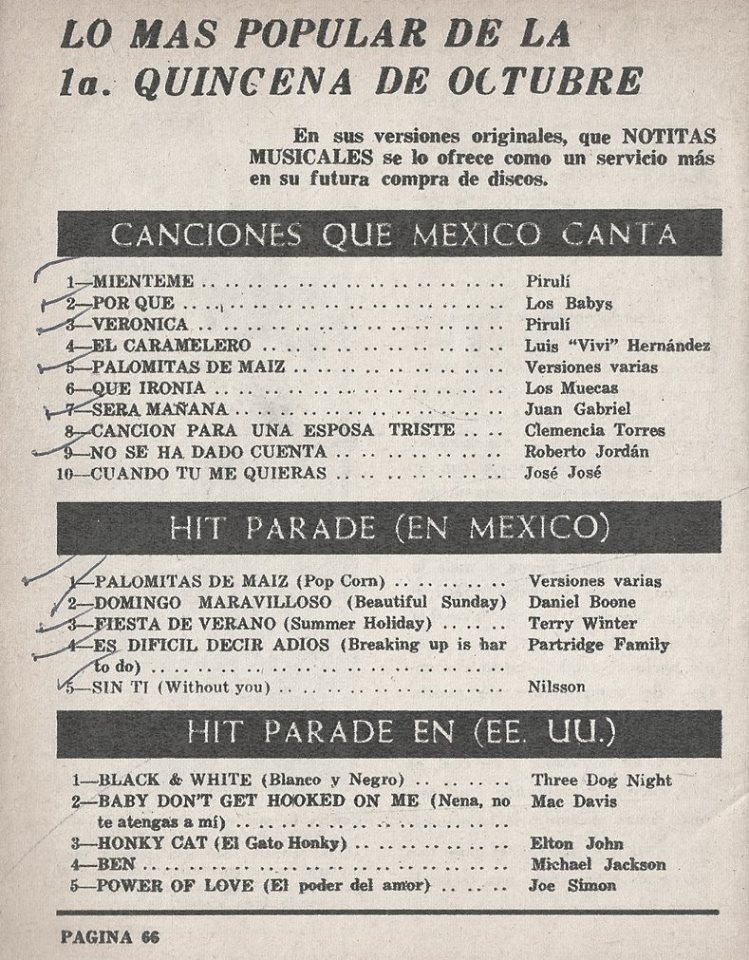 LO MAS POPULAR DE LA
1a. QUINCENA DE OCTUBRE
En sus versiones originales, que NOTITAS
MUSICALES se lo ofrece como un servicio más
en su futura compra de discos.
CANCIONES QUE MEXICO CANTA
1—MIENTEME .. .. .. .. .. .. .. .. .. .. .. .. Pirulí
2—POR QUE .. .. .. .. .. .. .. .. .. .. .. .. Los Babys
3—VERONICA .. .. .. .. .. .. .. .. .. .. .. .. Pirulí
4—EL CARAMELERO .. .. .. .. .. .. .. .. .. Luis "Vivi" Hernández
5—PALOMITAS DE MAIZ .. .. .. .. .. .. .. .. Versiones varias
6—QUE IRONIA .. .. .. .. .. .. .. .. .. .. .. Los Muecas
7—SERA MAÑANA .. .. .. .. .. .. .. .. .. .. Juan Gabriel
8—CANCION PARA UNA ESPOSA TRISTE .. .. Clemencia Torres
9—NO SE HA DADO CUENTA .. .. .. .. .. .. Roberto Jordán
10—CUANDO TU ME QUIERAS .. .. .. .. .. .. José José
HIT PARADE (EN MEXICO)
1—PALOMITAS DE MAIZ (Pop Corn) .. .. .. .. Versiones varias
2—DOMINGO MARAVILLOSO (Beautiful Sunday) Daniel Boone
3—FIESTA DE VERANO (Summer Holiday) .. .. .. Terry Winter
4—ES DIFICIL DECIR ADIOS (Breaking up is har Partridge Family
to do) .. .. .. .. .. .. .. .. .. .. .. .. ..
5—SIN TI (Without you) .. .. .. .. .. .. .. .. Nilsson
HIT PARADE EN (EE. UU.)
1—BLACK & WHITE (Blanco y Negro) .. .. .. .. Three Dog Night
2—BABY DON'T GET HOOKED ON ME (Nena, no Mac Davis
te atengas a mí) .. .. .. .. .. .. .. .. .. ..
3—HONKY CAT (El Gato Honky) .. .. .. .. .. Elton John
4—BEN .. .. .. .. .. .. .. .. .. .. .. .. .. Michael Jackson
5—POWER OF LOVE (El poder del amor) .. .. .. Joe Simon
PAGINA 66